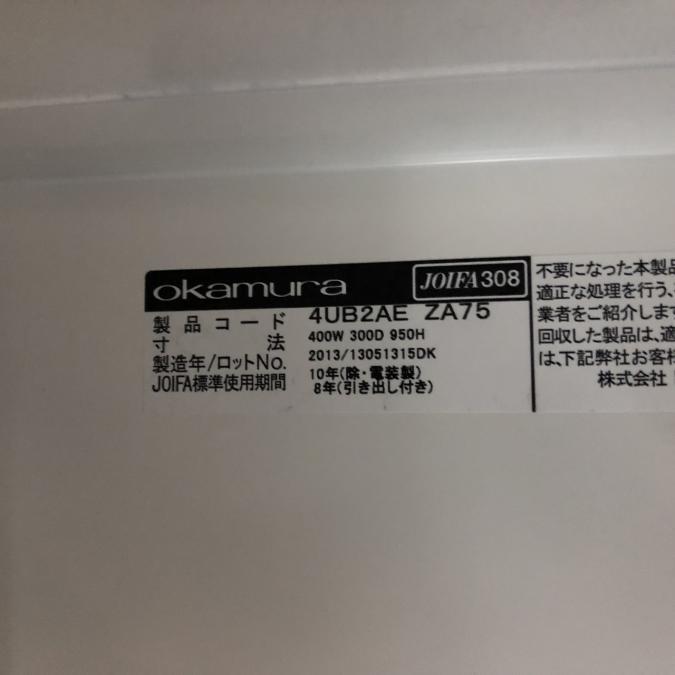 okamura JOIFA308
製品コード 4UB2AE ZA75
寸法 400W 300D 950H
製造年/ロットNo. 2013/13051315DK
JOIFA標準使用期間 10年(除・電装製)
8年(引き出し付き)
不要になった本製品
適正な処理を行う、
業者をご紹介します
回収した製品は、適
は、下記弊社お客様
株式会社